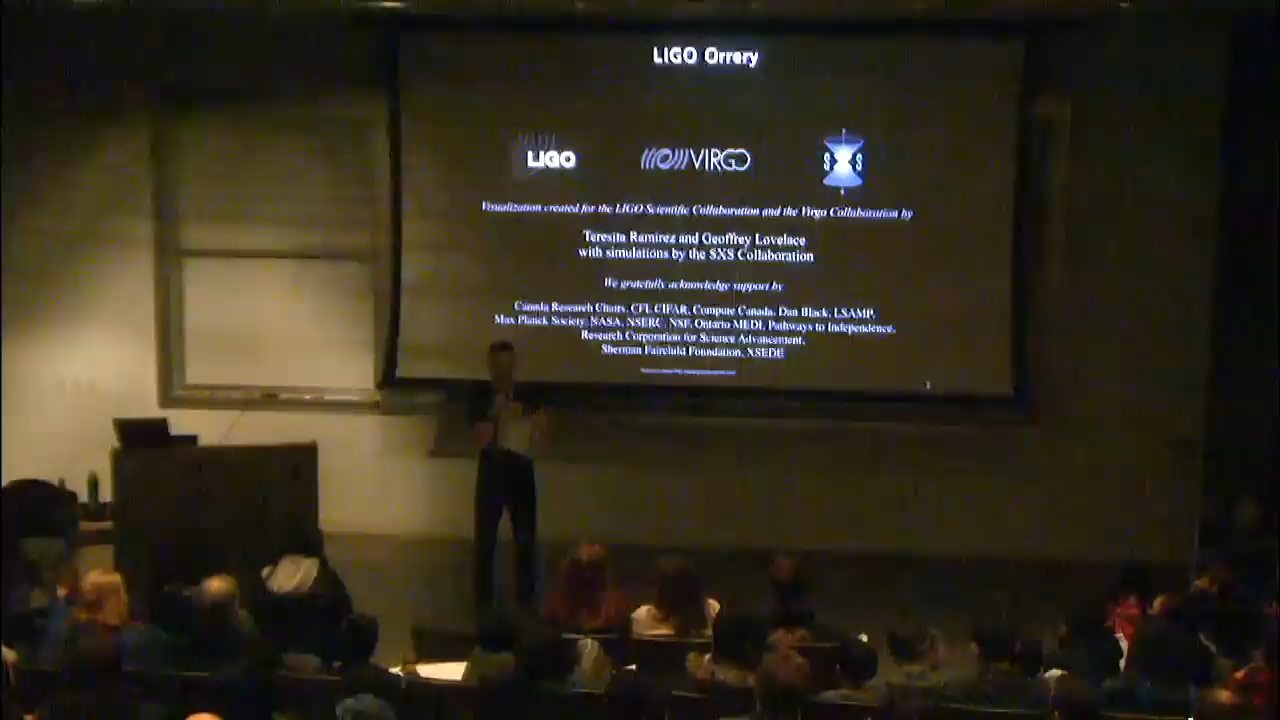 LIGO Orrery
LIGO
VIRGO
S S
Visualization created for the LIGO Scientific Collaboration and the Virgo Collaboration by
Teresita Ramirez and Geoffrey Lovelace
with simulations by the SXS Collaboration
We gratefully acknowledge support by
Canada Research Chairs, CFI, CIFAR, Compute Canada, Dan Black, LSAMP,
Max Planck Society, NASA, NSERC, NSF, Ontario MEDI, Pathways to Independence,
Research Corporation for Science Advancement,
Sherman Fairchild Foundation, XSEDE